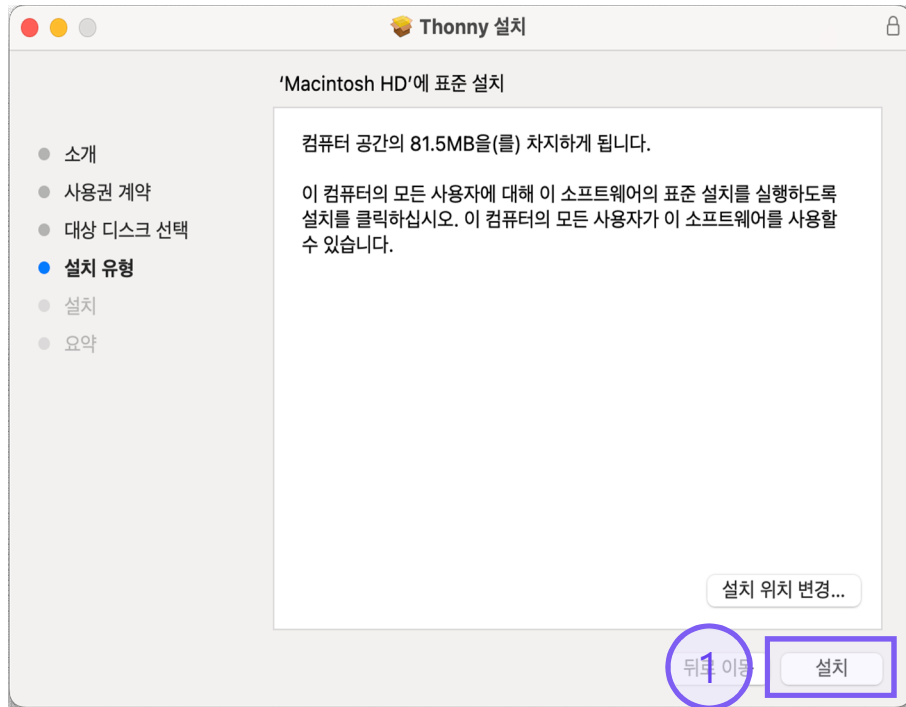 Thonny 설치
'Macintosh HD'에 표준 설치
소개
사용권 계약
대상 디스크 선택
설치 유형
설치
요약
컴퓨터 공간의 81.5MB을(를) 차지하게 됩니다.
이 컴퓨터의 모든 사용자에 대해 이 소프트웨어의 표준 설치를 실행하도록
설치를 클릭하십시오. 이 컴퓨터의 모든 사용자가 이 소프트웨어를 사용할
수 있습니다.
설치 위치 변경...
뒤로 이동
1
설치